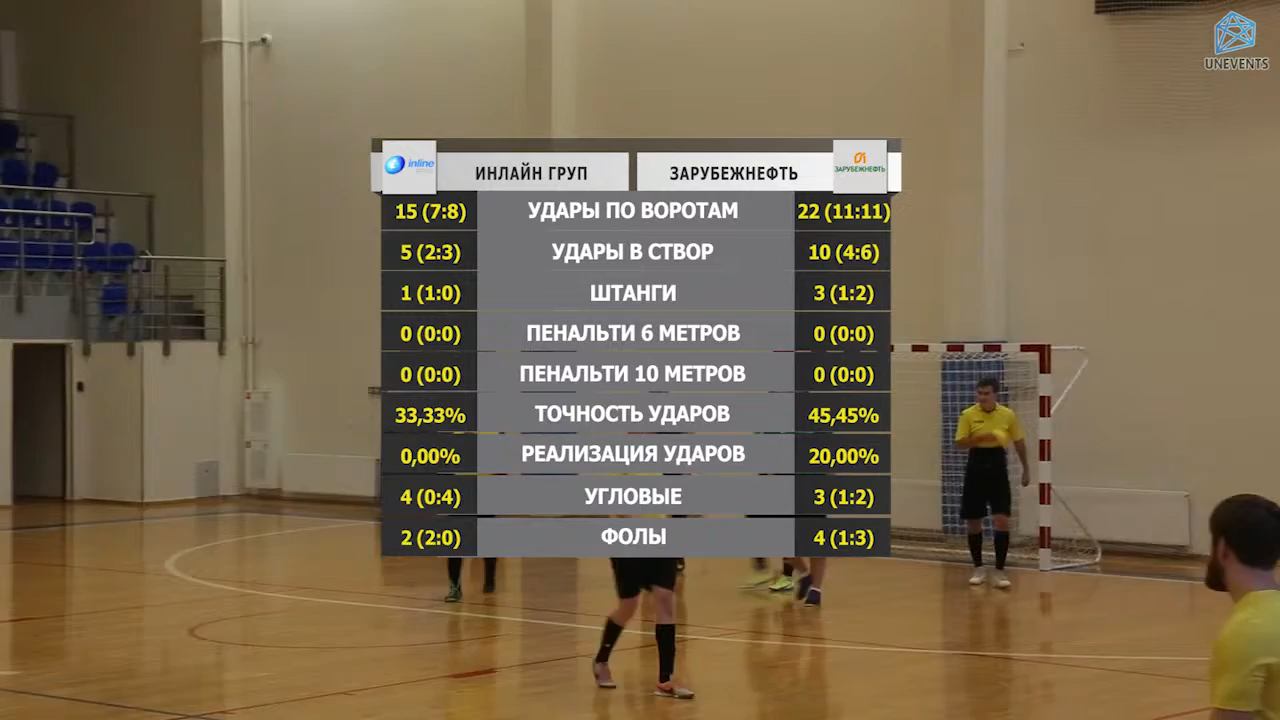 UNEVENTS
inline
ИНЛАЙН ГРУП
ЗАРУБЕЖНЕФТЬ
ЗАРУБЕЖНЕФТЬ
15 (7:8) УДАРЫ ПО ВОРОТАМ 22 (11:11)
5 (2:3) УДАРЫ В СТВОР 10 (4:6)
1 (1:0) ШТАНГИ 3 (1:2)
0 (0:0) ПЕНАЛЬТИ 6 МЕТРОВ 0 (0:0)
0 (0:0) ПЕНАЛЬТИ 10 МЕТРОВ 0 (0:0)
33,33% ТОЧНОСТЬ УДАРОВ 45,45%
0,00% РЕАЛИЗАЦИЯ УДАРОВ 20,00%
4 (0:4) УГЛОВЫЕ 3 (1:2)
2 (2:0) ФОЛЫ 4 (1:3)